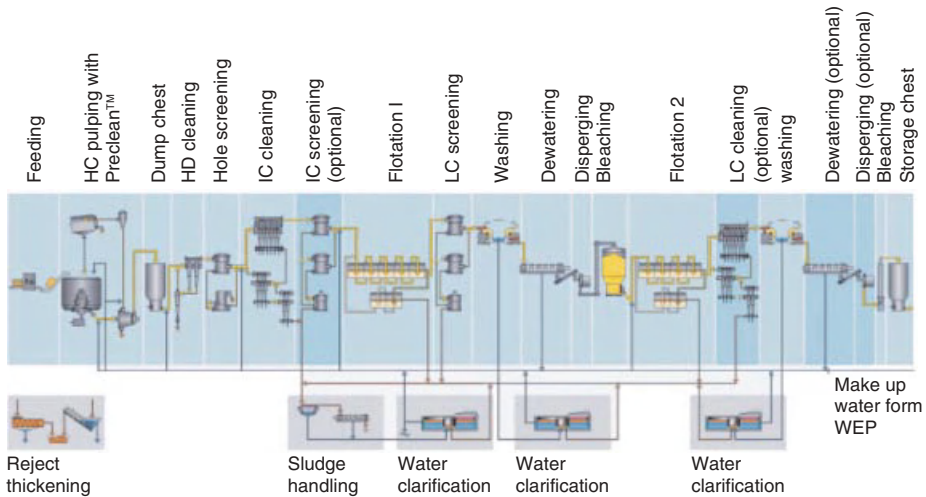 Feeding
HC pulping with
Preclean™
Dump chest
HD cleaning
Hole screening
IC cleaning
IC screening
(optional)
Flotation I
LC screening
Washing
Dewatering
Disperging
Bleaching
Flotation 2
LC cleaning
(optional)
washing
Dewatering (optional)
Disperging (optional)
Bleaching
Storage chest
Make up
water form
WEP
Reject
thickening
Sludge
handling
Water
clarification
Water
clarification
Water
clarification